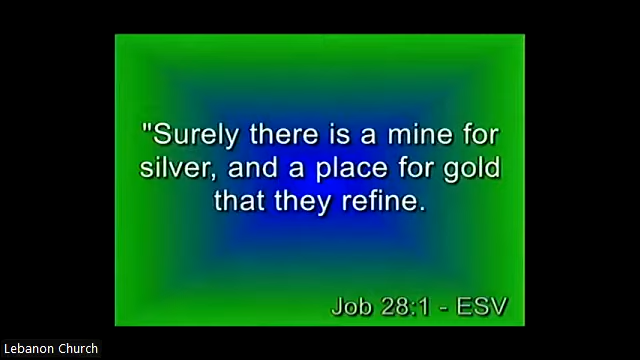 "Surely there is a mine for
silver, and a place for gold
that they refine.
Job 28:1 - ESV
Lebanon Church